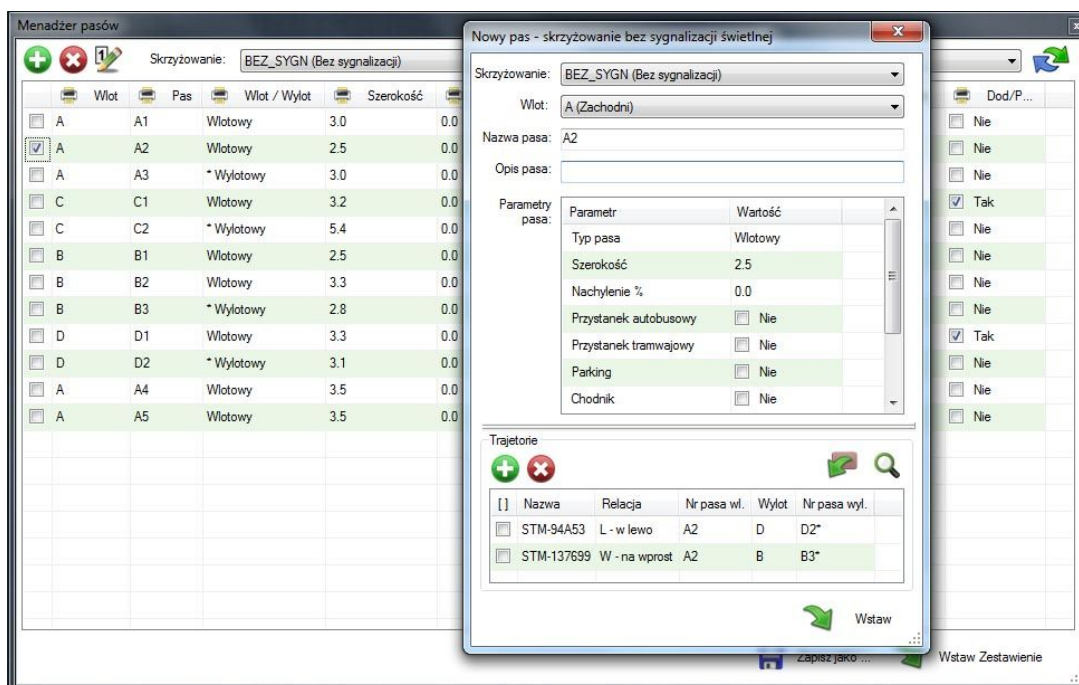 Menadżer pasów
Skrzyżowanie: BEZ_SYGN (Bez sygnalizacji)
Wlot Pas Wlot / Wylot Szerokość Dod/P...
A A1 Wlotowy 3.0 0.0 Nie
A A2 Wlotowy 2.5 0.0 Nie
A A3 * Wylotowy 3.0 0.0 Nie
C C1 Wlotowy 3.2 0.0 Tak
C C2 * Wylotowy 5.4 0.0 Nie
B B1 Wlotowy 2.5 0.0 Nie
B B2 Wlotowy 3.3 0.0 Nie
B B3 * Wylotowy 2.8 0.0 Nie
D D1 Wlotowy 3.3 0.0 Tak
D D2 * Wylotowy 3.1 0.0 Nie
A A4 Wlotowy 3.5 0.0 Nie
A A5 Wlotowy 3.5 0.0 Nie
Nowy pas - skrzyżowanie bez sygnalizacji świetlnej
Skrzyżowanie: BEZ_SYGN (Bez sygnalizacji)
Wlot: A (Zachodni)
Nazwa pasa: A2
Opis pasa:
Parametry pasa:
Parametr Wartość
Typ pasa Wlotowy
Szerokość 2.5
Nachylenie % 0.0
Przystanek autobusowy Nie
Przystanek tramwajowy Nie
Parking Nie
Chodnik Nie
Trajetorie
[ ] Nazwa Relacja Nr pasa wl. Wylot Nr pasa wyl.
STM-94A53 L - w lewo A2 D D2*
STM-137699 W - na wprost A2 B B3*
Wstaw
Zapisz jako ... Wstaw Zestawienie